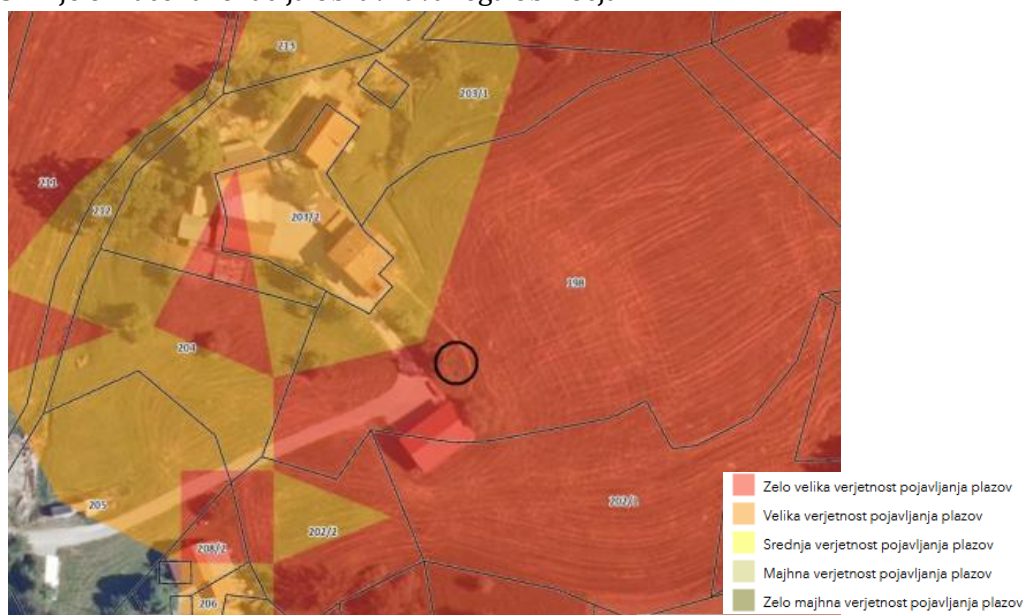 213
203/1
211
212
203/2
198
204
205
202/2
202/1
208/2
206
Zelo velika verjetnost pojavljanja plazov
Velika verjetnost pojavljanja plazov
Srednja verjetnost pojavljanja plazov
Majhna verjetnost pojavljanja plazov
Zelo majhna verjetnost pojavljanja plazov